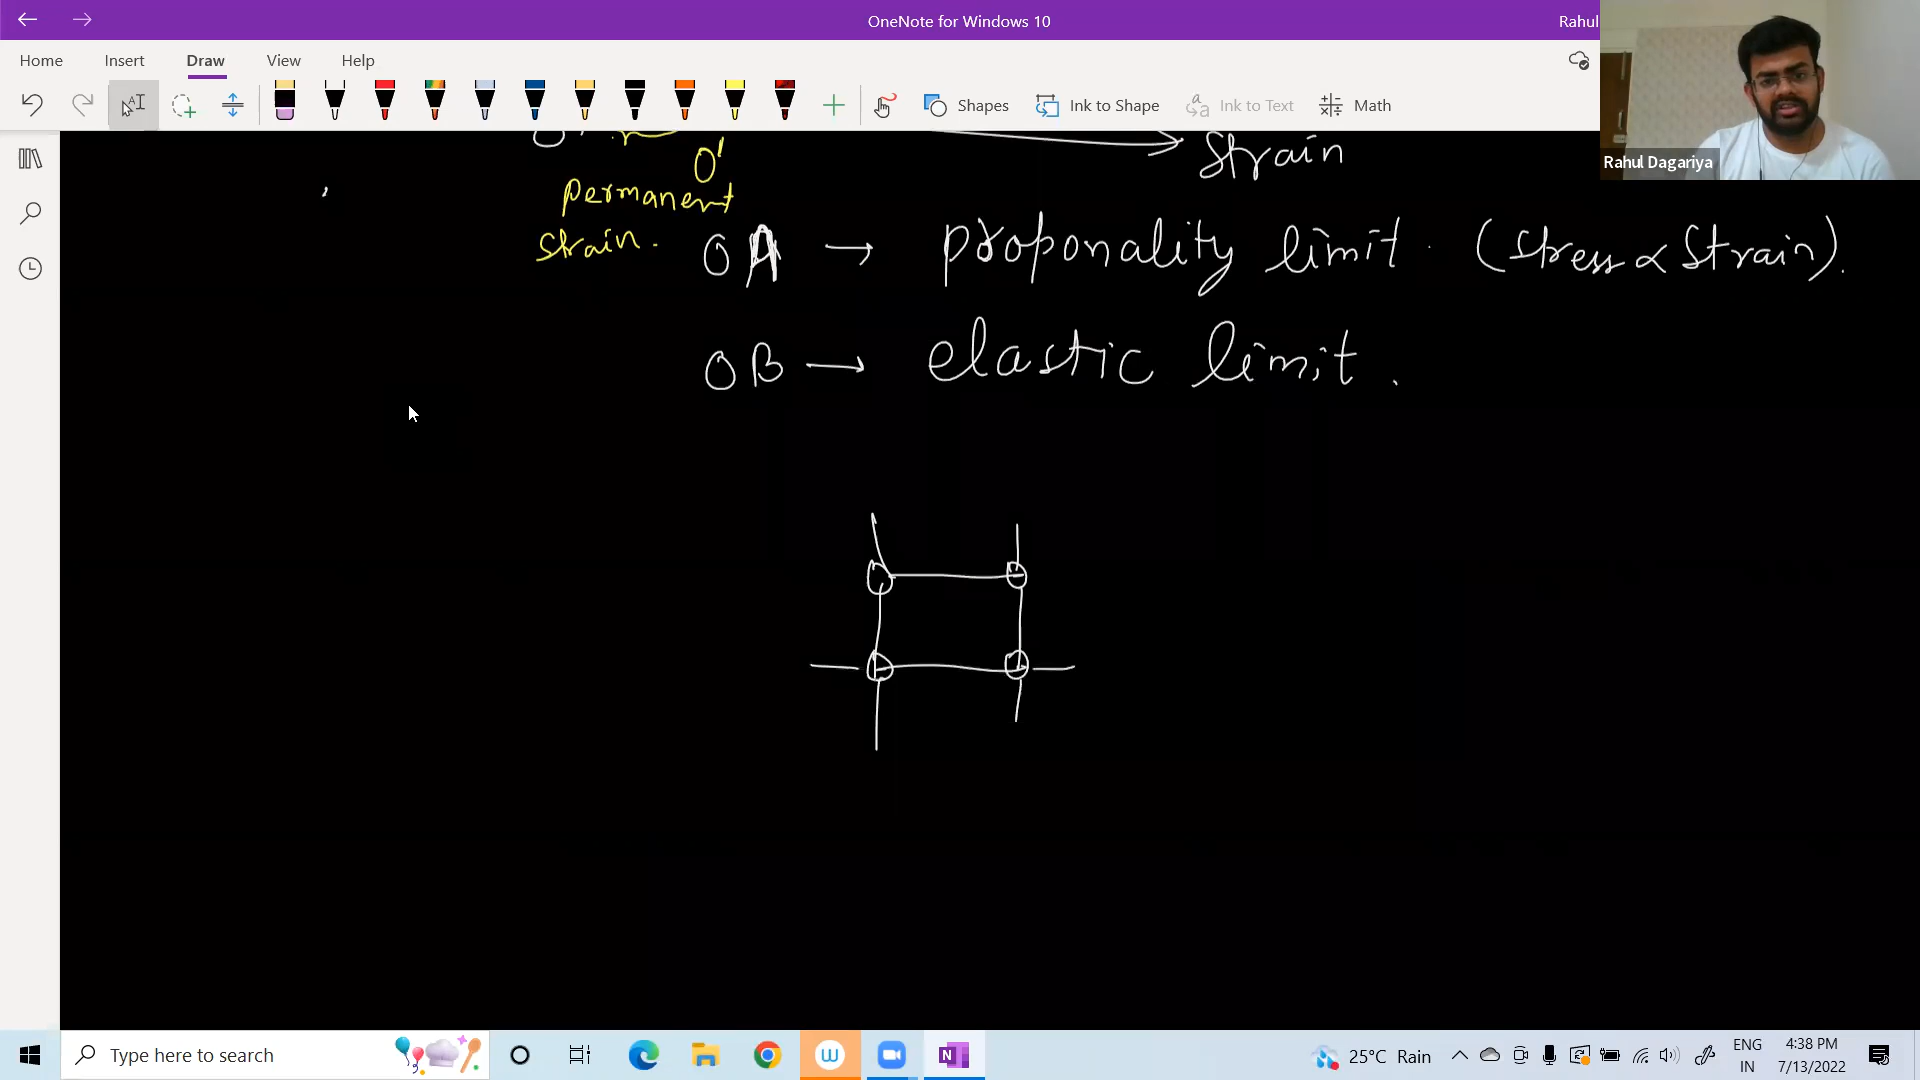 OneNote for Windows 10
Rahul
Home Insert Draw View Help
Shapes Ink to Shape Ink to Text Math
Rahul Dagariya
O'
Strain
permanent
strain.
OA → proponality limit. (Stress ∝ Strain).
OB → elastic limit.
Type here to search
25°C Rain
ENG
IN
4:38 PM
7/13/2022